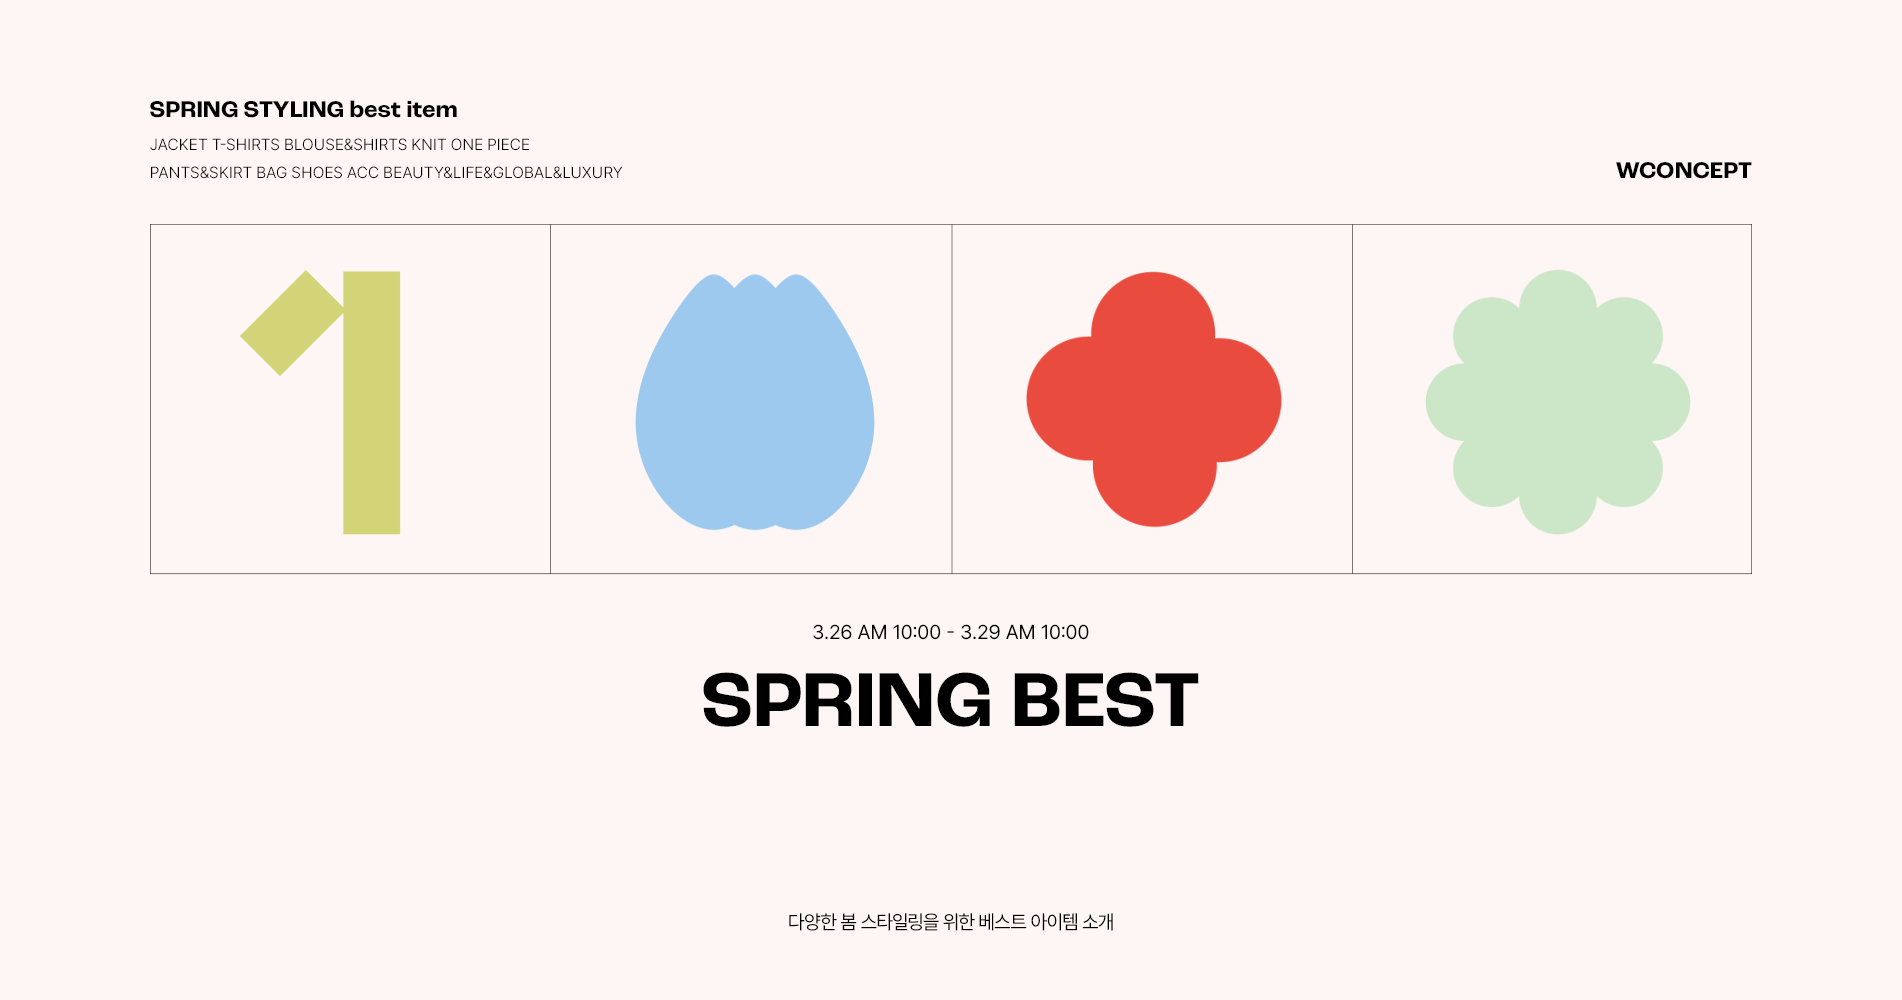 SPRING STYLING best item
JACKET T-SHIRTS BLOUSE&SHIRTS KNIT ONE PIECE
PANTS&SKIRT BAG SHOES ACC BEAUTY&LIFE&GLOBAL&LUXURY
WCONCEPT
1
3.26 AM 10:00 - 3.29 AM 10:00
SPRING BEST
다양한 봄 스타일링을 위한 베스트 아이템 소개